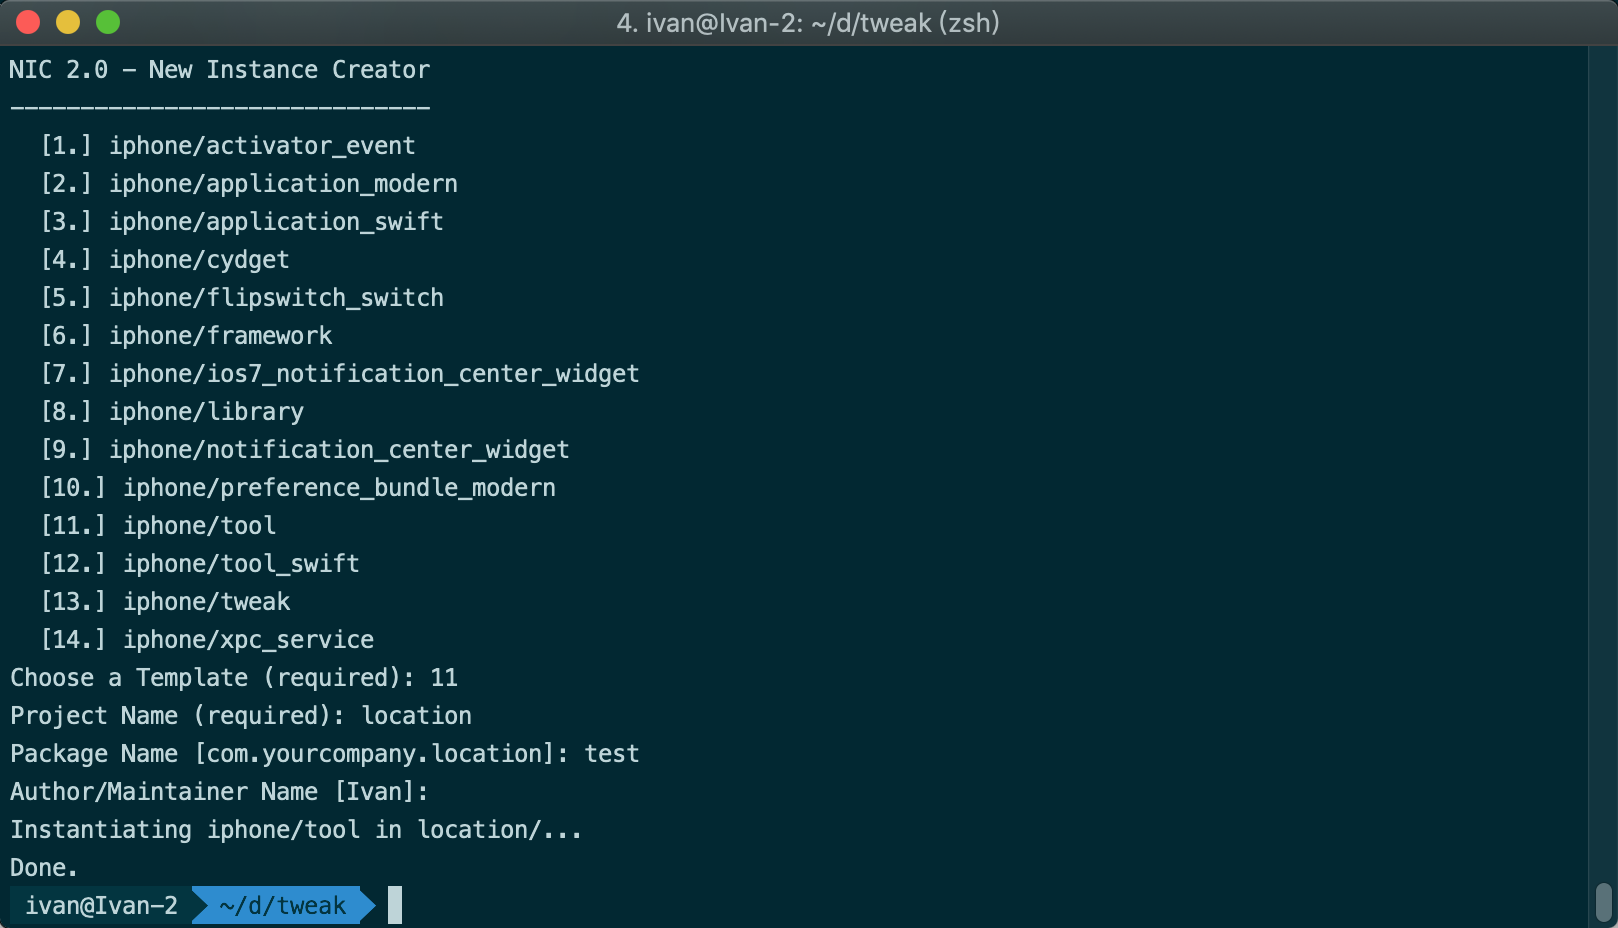 4. ivan@Ivan-2: ~/d/tweak (zsh)
NIC 2.0 - New Instance Creator
------------------------------
[1.] iphone/activator_event
[2.] iphone/application_modern
[3.] iphone/application_swift
[4.] iphone/cydget
[5.] iphone/flipswitch_switch
[6.] iphone/framework
[7.] iphone/ios7_notification_center_widget
[8.] iphone/library
[9.] iphone/notification_center_widget
[10.] iphone/preference_bundle_modern
[11.] iphone/tool
[12.] iphone/tool_swift
[13.] iphone/tweak
[14.] iphone/xpc_service
Choose a Template (required): 11
Project Name (required): location
Package Name [com.yourcompany.location]: test
Author/Maintainer Name [Ivan]:
Instantiating iphone/tool in location/...
Done.
ivan@Ivan-2 ~/d/tweak